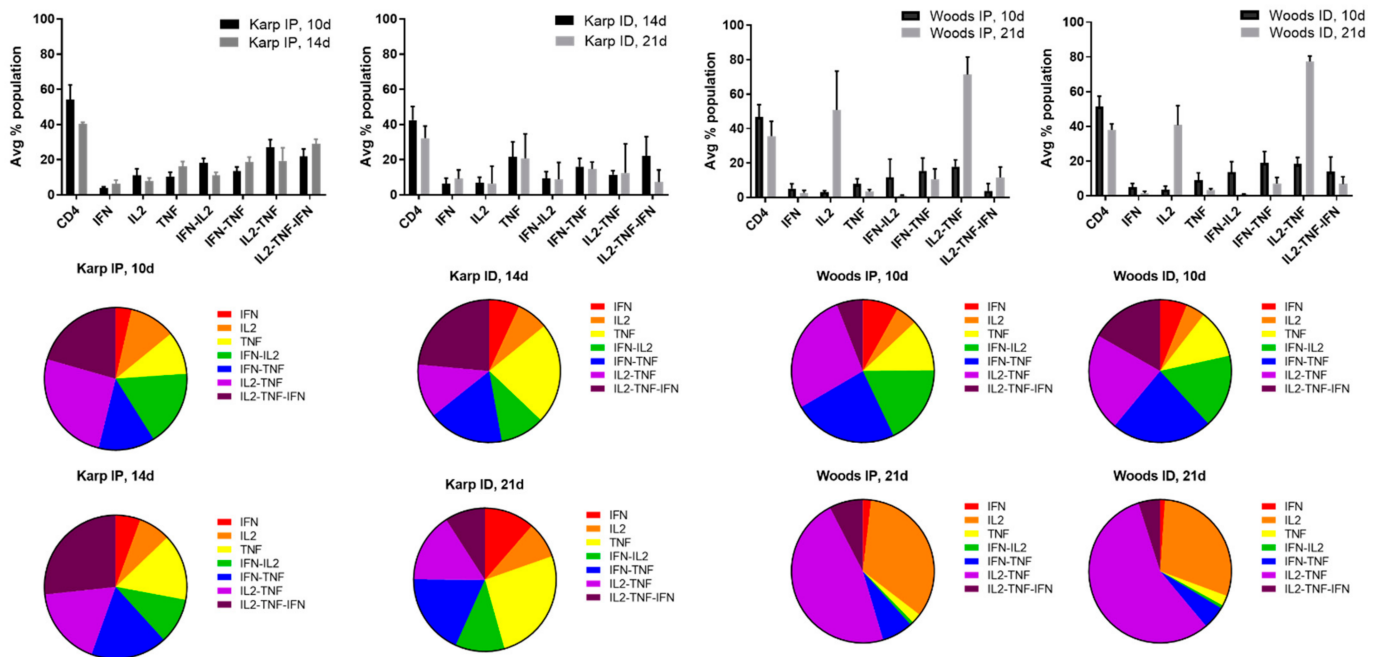 Karp IP, 10d
Karp IP, 14d
Avg % population
100
80
60
40
20
0
CD4
IFN
IL2
TNF
IFN-IL2
IFN-TNF
IL2-TNF
IL2-TNF-IFN
Karp ID, 14d
Karp ID, 21d
Avg % population
100
80
60
40
20
0
CD4
IFN
IL2
TNF
IFN-IL2
IFN-TNF
IL2-TNF
IL2-TNF-IFN
Woods IP, 10d
Woods IP, 21d
Avg % population
100
80
60
40
20
0
CD4
IFN
IL2
TNF
IFN-IL2
IFN-TNF
IL2-TNF
IL2-TNF-IFN
Woods ID, 10d
Woods ID, 21d
Avg % population
100
80
60
40
20
0
CD4
IFN
IL2
TNF
IFN-IL2
IFN-TNF
IL2-TNF
IL2-TNF-IFN
Karp IP, 10d
IFN
IL2
TNF
IFN-IL2
IFN-TNF
IL2-TNF
IL2-TNF-IFN
Karp ID, 14d
IFN
IL2
TNF
IFN-IL2
IFN-TNF
IL2-TNF
IL2-TNF-IFN
Woods IP, 10d
IFN
IL2
TNF
IFN-IL2
IFN-TNF
IL2-TNF
IL2-TNF-IFN
Woods ID, 10d
IFN
IL2
TNF
IFN-IL2
IFN-TNF
IL2-TNF
IL2-TNF-IFN
Karp IP, 14d
IFN
IL2
TNF
IFN-IL2
IFN-TNF
IL2-TNF
IL2-TNF-IFN
Karp ID, 21d
IFN
IL2
TNF
IFN-IL2
IFN-TNF
IL2-TNF
IL2-TNF-IFN
Woods IP, 21d
IFN
IL2
TNF
IFN-IL2
IFN-TNF
IL2-TNF
IL2-TNF-IFN
Woods ID, 21d
IFN
IL2
TNF
IFN-IL2
IFN-TNF
IL2-TNF
IL2-TNF-IFN